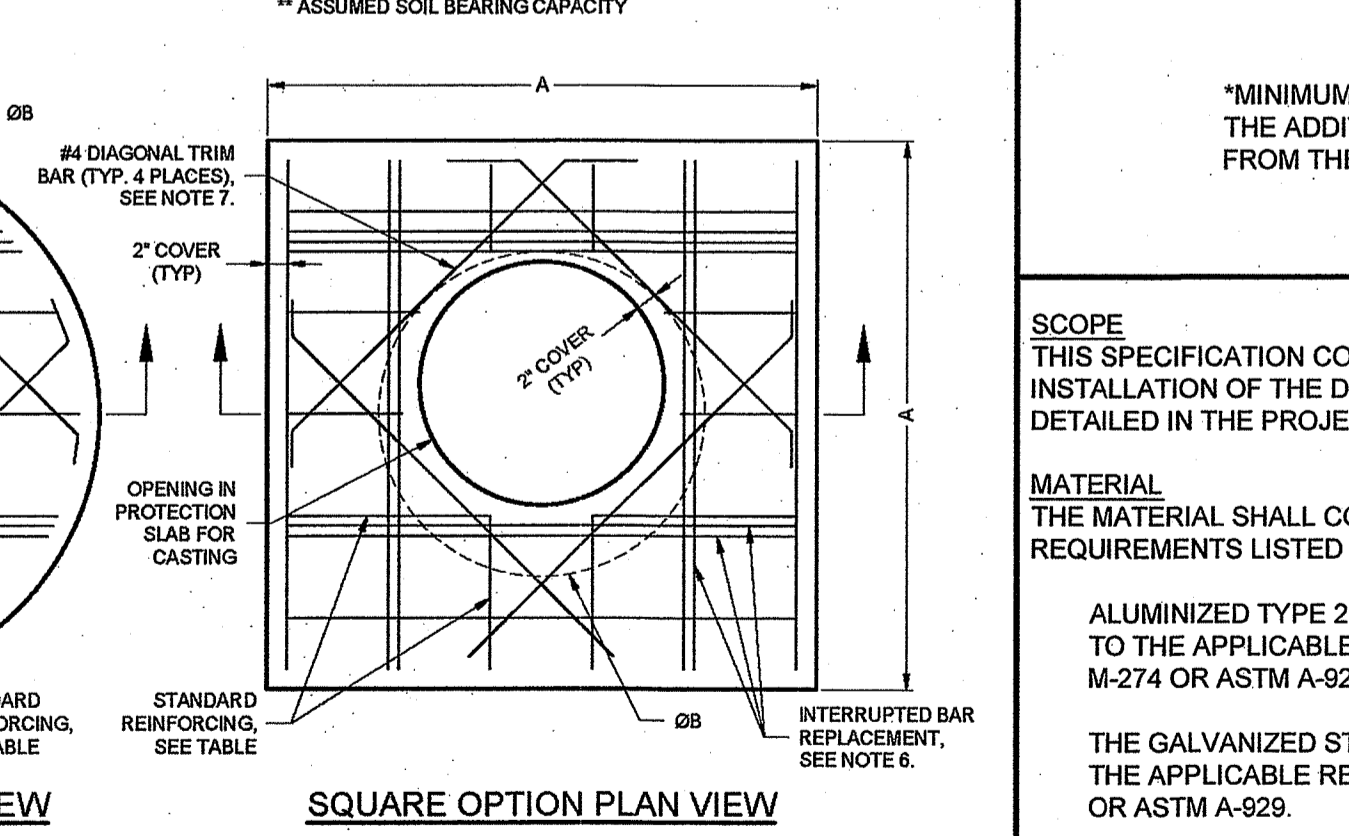 ** ASSUMED SOIL BEARING CAPACITY
A
ØB
#4 DIAGONAL TRIM
BAR (TYP. 4 PLACES),
SEE NOTE 7.
2" COVER
(TYP)
2" COVER
(TYP)
A
OPENING IN
PROTECTION
SLAB FOR
CASTING
STANDARD
REINFORCING,
SEE TABLE
ØB
INTERRUPTED BAR
REPLACEMENT,
SEE NOTE 6.
SQUARE OPTION PLAN VIEW
DARD
ORCING,
ABLE
EW
*MINIMUM
THE ADDI
FROM THE
SCOPE
THIS SPECIFICATION CO
INSTALLATION OF THE D
DETAILED IN THE PROJE
MATERIAL
THE MATERIAL SHALL CO
REQUIREMENTS LISTED
ALUMINIZED TYPE 2
TO THE APPLICABLE
M-274 OR ASTM A-92
THE GALVANIZED ST
THE APPLICABLE RE
OR ASTM A-929.